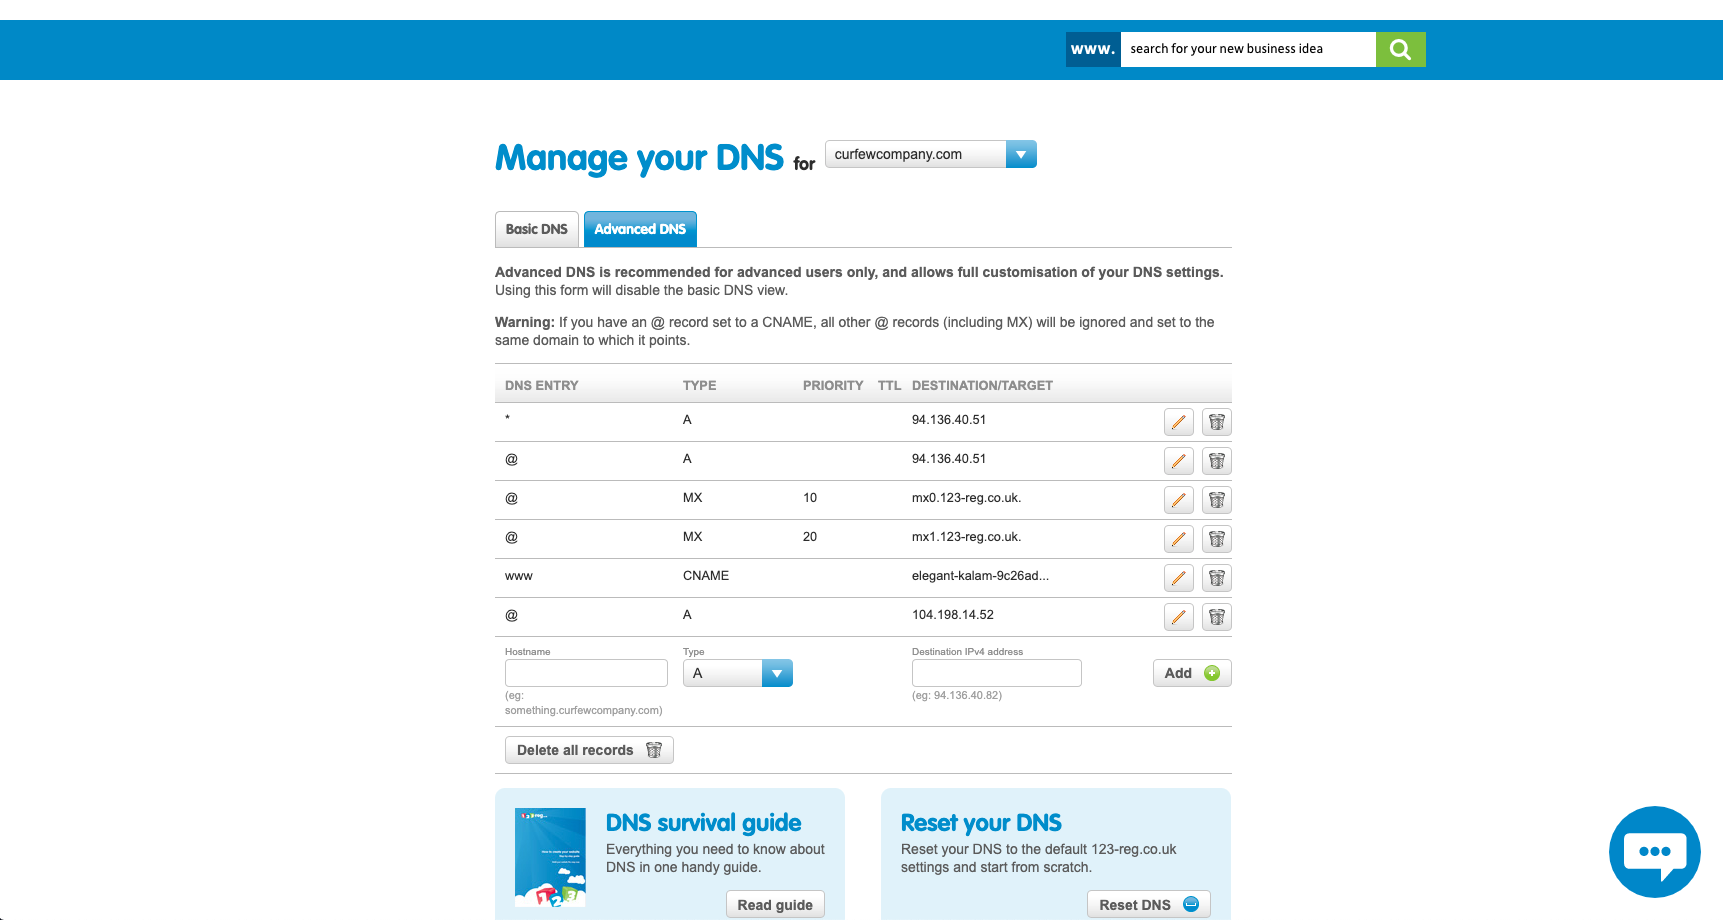 www. search for your new business idea
Manage your DNS for curfewcompany.com
Basic DNS Advanced DNS
Advanced DNS is recommended for advanced users only, and allows full customisation of your DNS settings.
Using this form will disable the basic DNS view.
Warning: If you have an @ record set to a CNAME, all other @ records (including MX) will be ignored and set to the
same domain to which it points.
DNS ENTRY TYPE PRIORITY TTL DESTINATION/TARGET
* A 94.136.40.51
@ A 94.136.40.51
@ MX 10 mx0.123-reg.co.uk.
@ MX 20 mx1.123-reg.co.uk.
www CNAME elegant-kalam-9c26ad...
@ A 104.198.14.52
Hostname Type Destination IPv4 address
A Add
(eg: (eg: 94.136.40.82)
something.curfewcompany.com)
Delete all records
DNS survival guide
Everything you need to know about
DNS in one handy guide.
Read guide
Reset your DNS
Reset your DNS to the default 123-reg.co.uk
settings and start from scratch.
Reset DNS